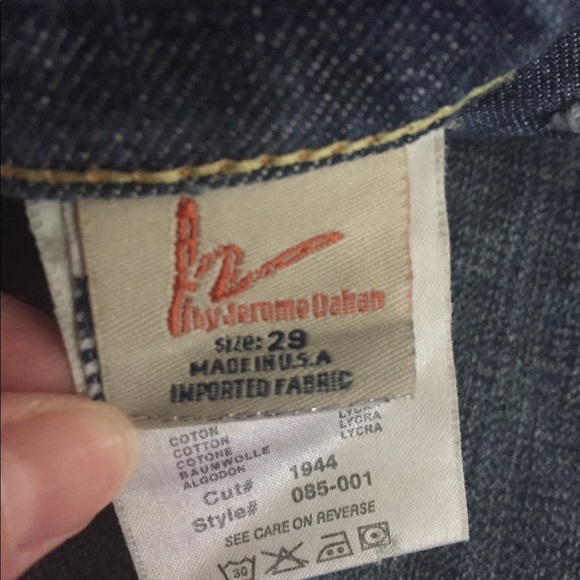 by Jerome Dahan
Size: 29
MADE IN U.S.A
IMPORTED FABRIC
LYCRA
COTON LYCRA
COTTON LYCRA
COTONE
BAUMWOLLE
ALGODON
Cut# 1944
Style# 085-001
SEE CARE ON REVERSE
30